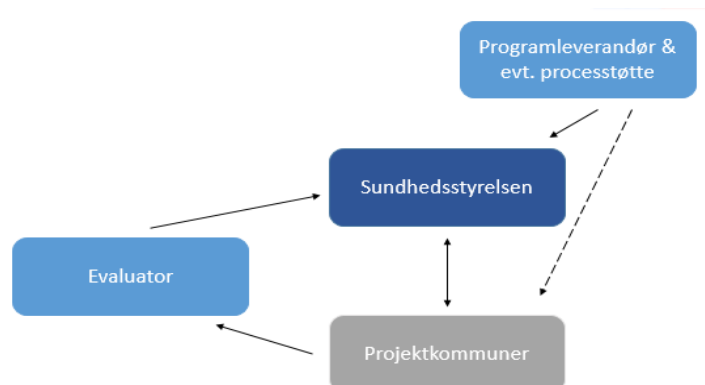 Programleverandør &
evt. processtøtte
Sundhedsstyrelsen
Evaluator
Projektkommuner